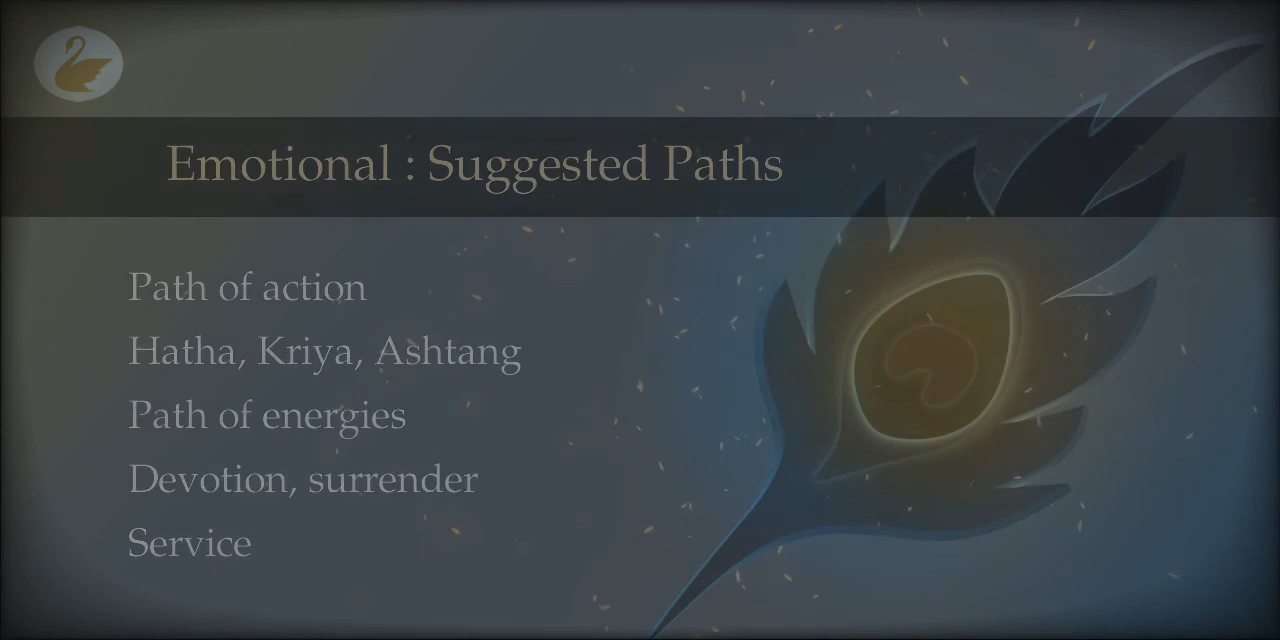 Emotional : Suggested Paths
Path of action
Hatha, Kriya, Ashtang
Path of energies
Devotion, surrender
Service